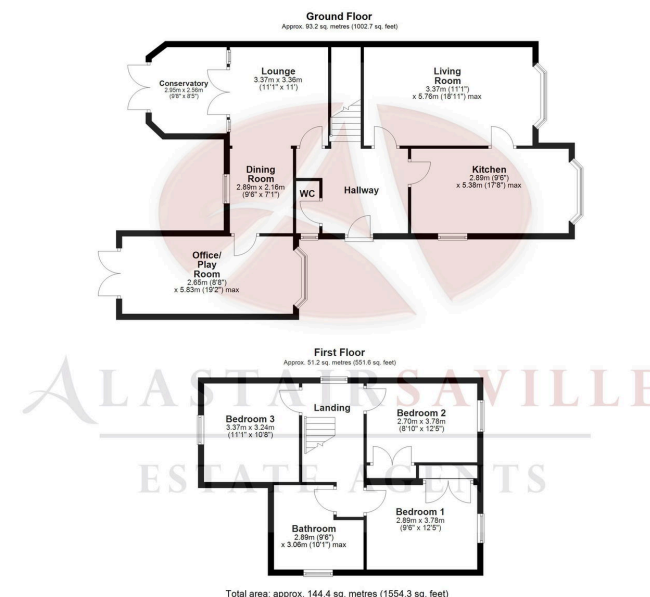 Ground Floor
Approx. 93.2 sq. metres (1002.7 sq. feet)
Conservatory
2.95m x 2.56m
(9'8" x 8'5")
Lounge
3.37m x 3.36m
(11'1" x 11')
Living
Room
3.37m (11'1")
x 5.76m (18'11") max
Dining
Room
2.89m x 2.16m
(9'6" x 7'1")
WC
Hallway
Kitchen
2.89m (9'6")
x 5.38m (17'8") max
Office/
Play
Room
2.65m (8'8")
x 5.83m (19'2") max
First Floor
Approx. 51.2 sq. metres (551.6 sq. feet)
ALASTAIRSAVILLE
ESTATE AGENTS
Bedroom 3
3.37m x 3.24m
(11'1" x 10'8")
Landing
Bedroom 2
2.70m x 3.78m
(8'10" x 12'5")
Bathroom
2.89m (9'6")
x 3.06m (10'1") max
Bedroom 1
2.89m x 3.78m
(9'6" x 12'5")
Total area: approx. 144.4 sq. metres (1554.3 sq. feet)